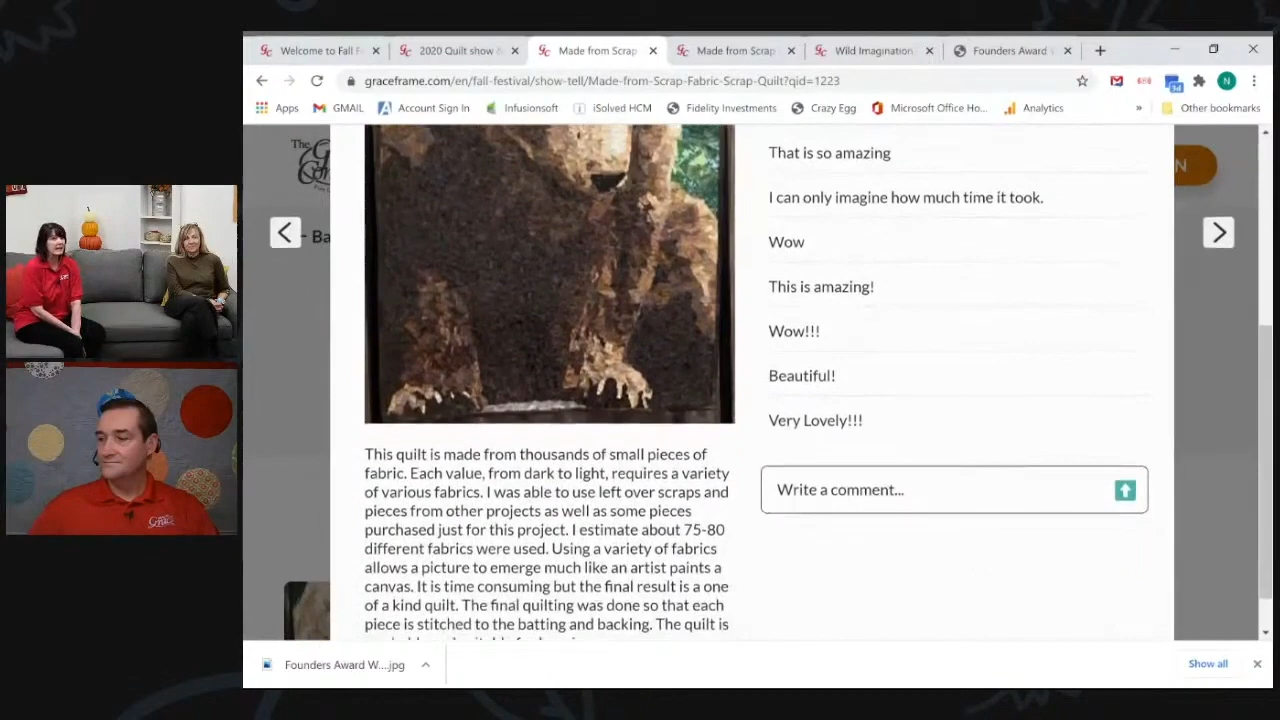 Welcome to Fall F
2020 Quilt show &
Made from Scrap
Made from Scrap
Wild Imagination
Founders Award
graceframe.com/en/fall-festival/show-tell/Made-from-Scrap-Fabric-Scrap-Quilt?qid=1223
N
Apps
GMAIL
Account Sign In
Infusionsoft
iSolved HCM
Fidelity Investments
Crazy Egg
Microsoft Office Ho...
Analytics
»
Other bookmarks
The
N
- Ba
That is so amazing
I can only imagine how much time it took.
Wow
This is amazing!
Wow!!!
Beautiful!
Very Lovely!!!
Write a comment...
This quilt is made from thousands of small pieces of
fabric. Each value, from dark to light, requires a variety
of various fabrics. I was able to use left over scraps and
pieces from other projects as well as some pieces
purchased just for this project. I estimate about 75-80
different fabrics were used. Using a variety of fabrics
allows a picture to emerge much like an artist paints a
canvas. It is time consuming but the final result is a one
of a kind quilt. The final quilting was done so that each
piece is stitched to the batting and backing. The quilt is
Founders Award W....jpg
Show all
Grace